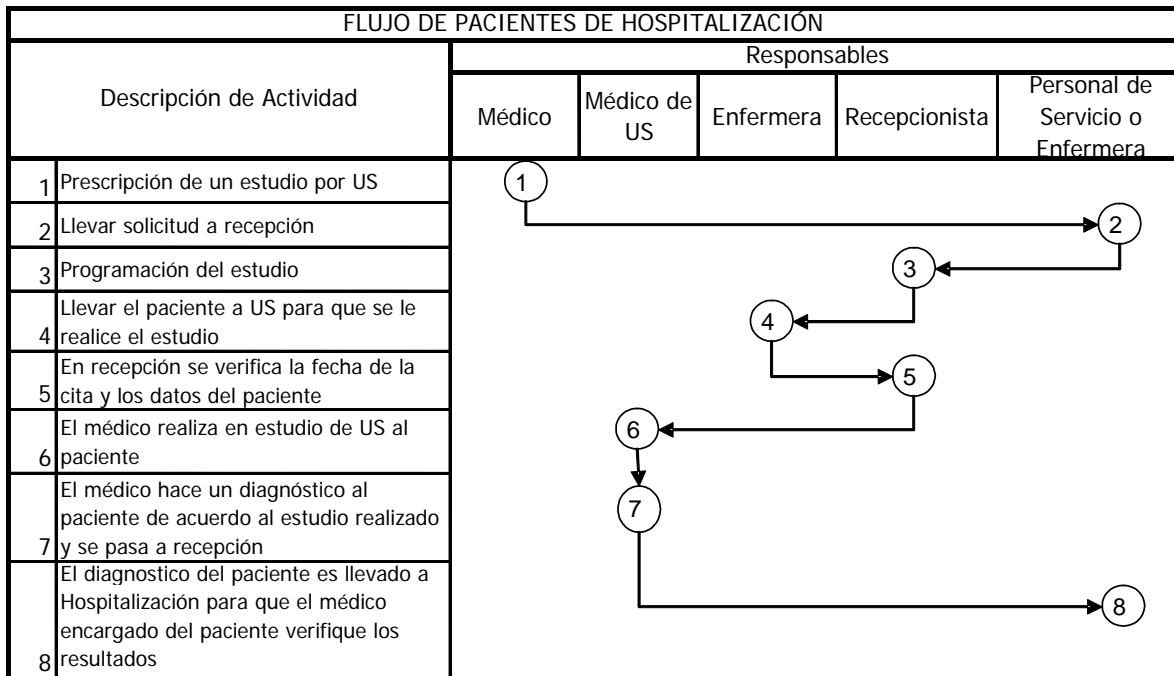 FLUJO DE PACIENTES DE HOSPITALIZACIÓN
Descripción de Actividad
Responsables
Médico
Médico de
US
Enfermera
Recepcionista
Personal de
Servicio o
Enfermera
1 Prescripción de un estudio por US
2 Llevar solicitud a recepción
3 Programación del estudio
Llevar el paciente a US para que se le
4 realice el estudio
En recepción se verifica la fecha de la
5 cita y los datos del paciente
El médico realiza en estudio de US al
6 paciente
El médico hace un diagnóstico al
paciente de acuerdo al estudio realizado
7 y se pasa a recepción
El diagnostico del paciente es llevado a
Hospitalización para que el médico
encargado del paciente verifique los
8 resultados
1
2
3
4
5
6
7
8